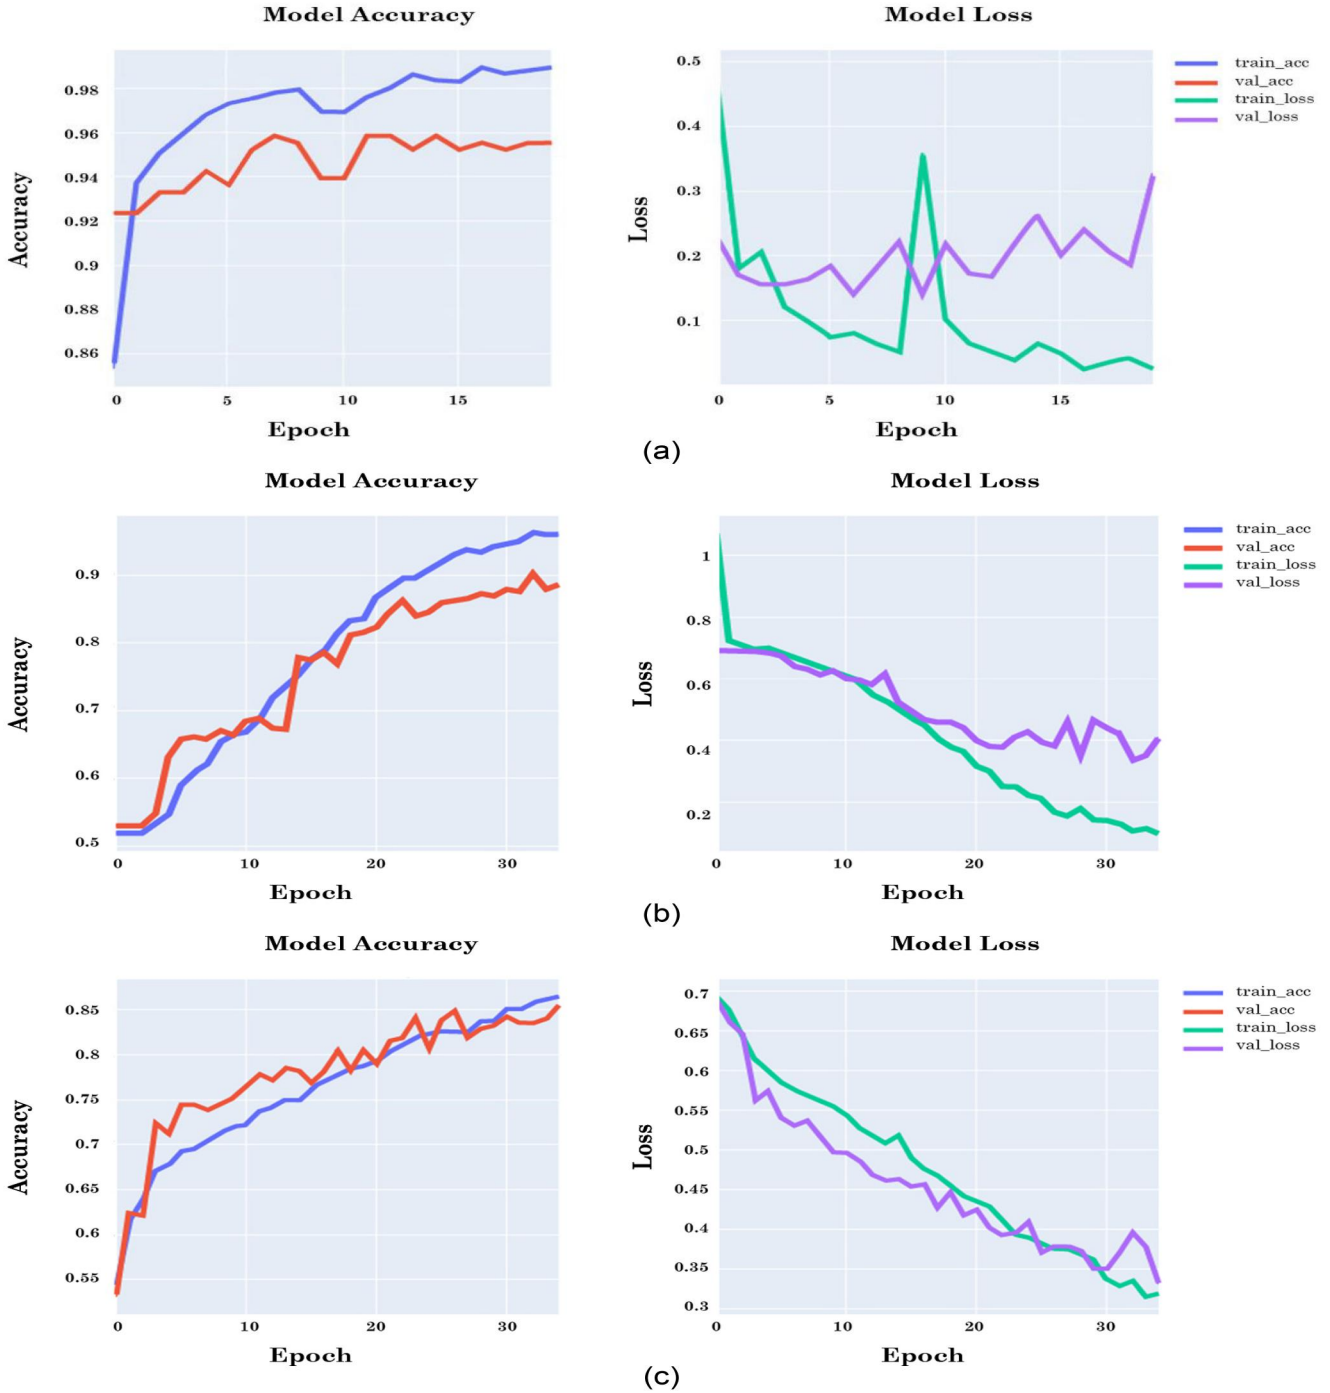 Model Accuracy
Model Loss
0.98
0.96
0.94
0.92
0.9
0.88
0.86
Accuracy
0
5
10
15
Epoch
0.5
0.4
0.3
0.2
0.1
Loss
0
5
10
15
Epoch
train_acc
val_acc
train_loss
val_loss
(a)
Model Accuracy
Model Loss
0.9
0.8
0.7
0.6
0.5
Accuracy
0
10
20
30
Epoch
1
0.8
0.6
0.4
0.2
Loss
0
10
20
30
Epoch
train_acc
val_acc
train_loss
val_loss
(b)
Model Accuracy
Model Loss
0.85
0.8
0.75
0.7
0.65
0.6
0.55
Accuracy
0
10
20
30
Epoch
0.7
0.65
0.6
0.55
0.5
0.45
0.4
0.35
0.3
Loss
0
10
20
30
Epoch
train_acc
val_acc
train_loss
val_loss
(c)